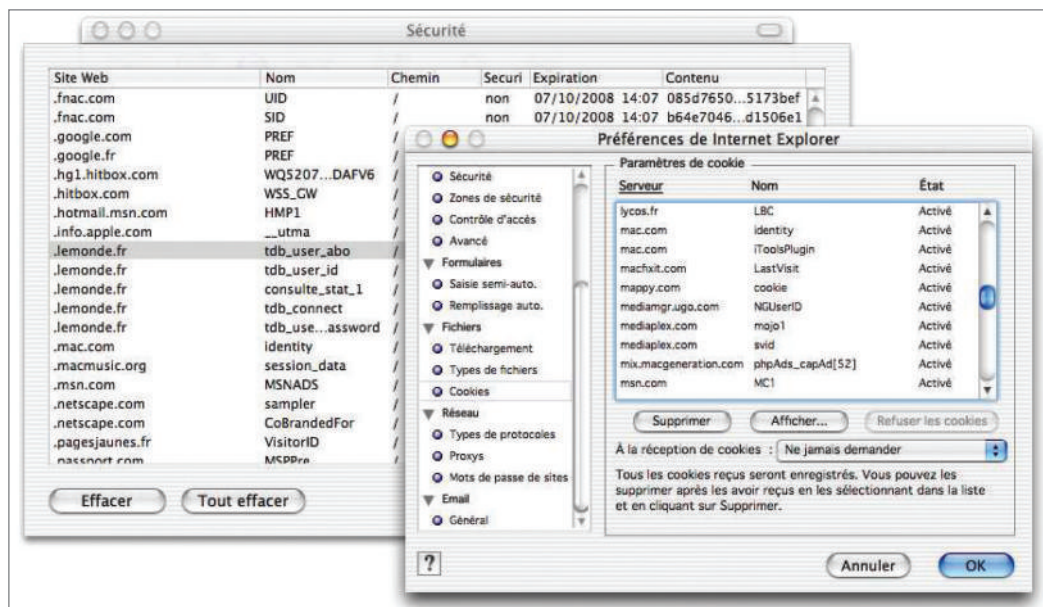 Sécurité
Site Web Nom Chemin Securi Expiration Contenu
.fnac.com UID / non 07/10/2008 14:07 085d7650...5173bef
.fnac.com SID / non 07/10/2008 14:07 b64e7046...d1506e1
.google.com PREF /
.google.fr PREF /
.hg1.hitbox.com WQ5207...DAFV6 /
.hitbox.com WSS_GW /
.hotmail.msn.com HMP1 /
.info.apple.com __utma /
.lemonde.fr tdb_user_abo /
.lemonde.fr tdb_user_id /
.lemonde.fr consulte_stat_1 /
.lemonde.fr tdb_connect /
.lemonde.fr tdb_use...assword /
.mac.com identity /
.macmusic.org session_data /
.msn.com MSNADS /
.netscape.com sampler /
.netscape.com CoBrandedFor /
.pagesjaunes.fr VisitorID /
.passport.com MSPPre /
Effacer Tout effacer
Préférences de Internet Explorer
Sécurité
Zones de sécurité
Contrôle d'accès
Avancé
Formulaires
Saisie semi-auto.
Remplissage auto.
Fichiers
Téléchargement
Types de fichiers
Cookies
Réseau
Types de protocoles
Proxys
Mots de passe de sites
Email
Général
Paramètres de cookie
Serveur Nom État
lycos.fr LBC Activé
mac.com identity Activé
mac.com iToolsPlugin Activé
macfixit.com LastVisit Activé
mappy.com cookie Activé
mediamgr.ugo.com NGUserID Activé
mediaplex.com mojo1 Activé
mediaplex.com svid Activé
mix.macgeneration.com phpAds_capAd[52] Activé
msn.com MC1 Activé
Supprimer Afficher... Refuser les cookies
À la réception de cookies : Ne jamais demander
Tous les cookies reçus seront enregistrés. Vous pouvez les
supprimer après les avoir reçus en les sélectionnant dans la liste
et en cliquant sur Supprimer.
? Annuler OK